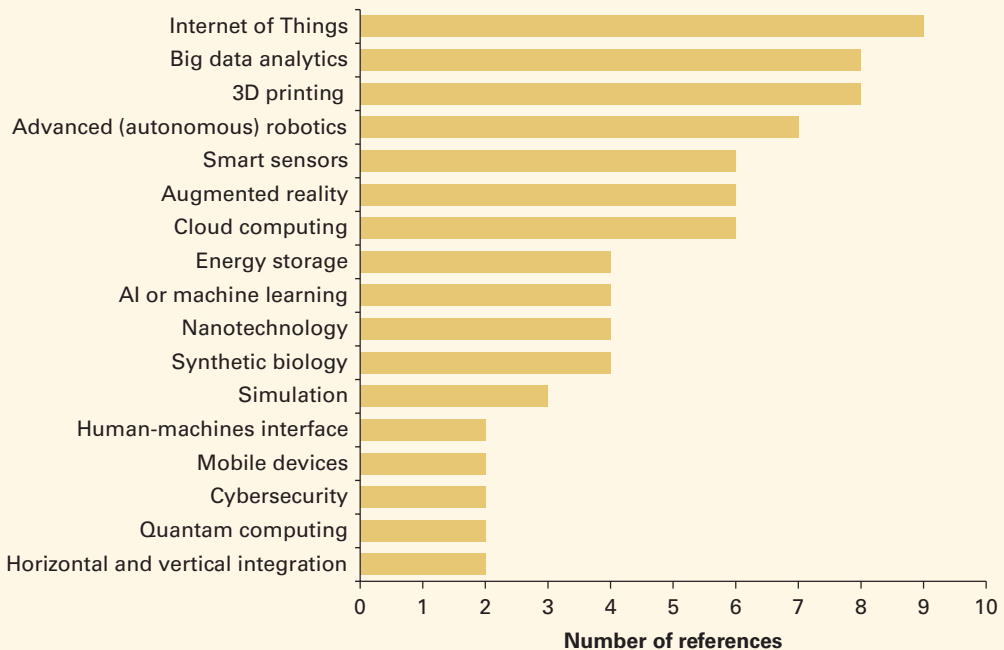 Internet of Things
Big data analytics
3D printing
Advanced (autonomous) robotics
Smart sensors
Augmented reality
Cloud computing
Energy storage
AI or machine learning
Nanotechnology
Synthetic biology
Simulation
Human-machines interface
Mobile devices
Cybersecurity
Quantam computing
Horizontal and vertical integration
0 1 2 3 4 5 6 7 8 9 10
Number of references